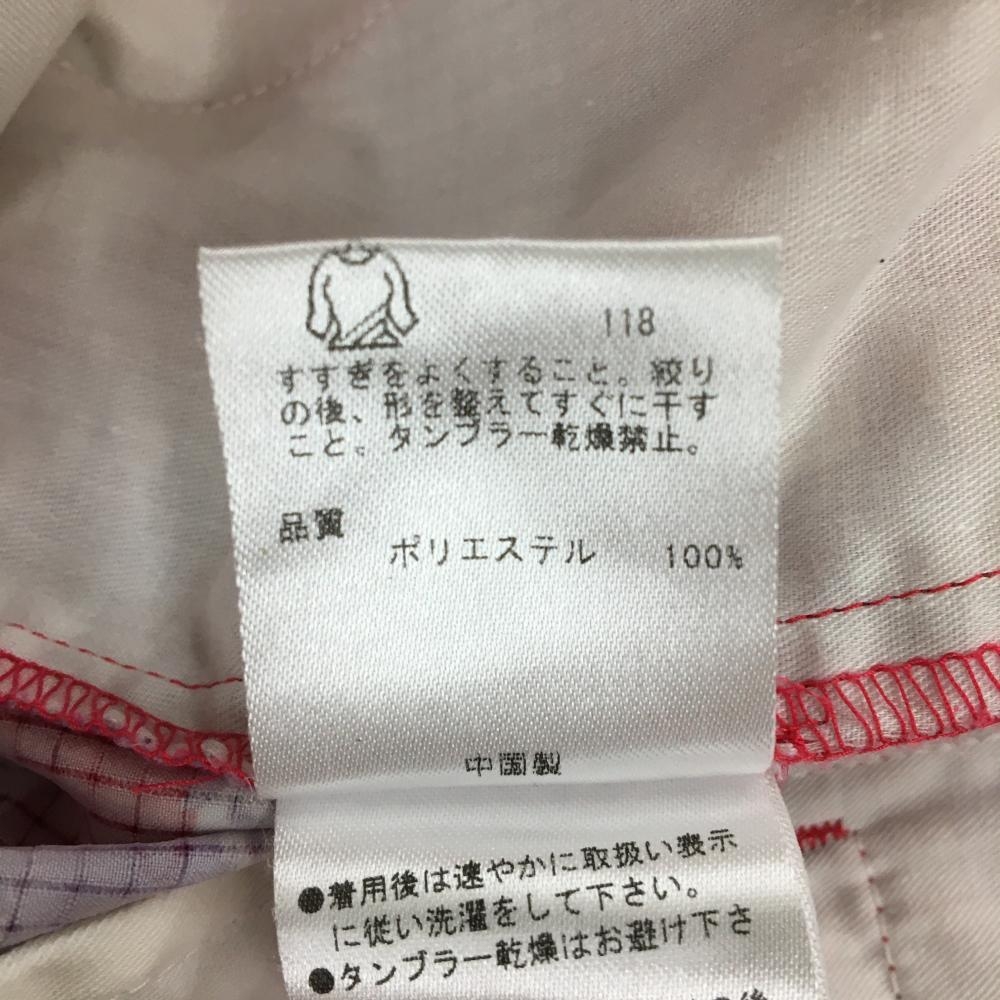 118
すすぎをよくすること。絞り
の後、形を整えてすぐに干す
こと。タンブラー乾燥禁止。
品質
ポリエステル 100%
中国製
●着用後は速やかに取扱い表示
に従い洗濯をして下さい。
●タンブラー乾燥はお避け下さ